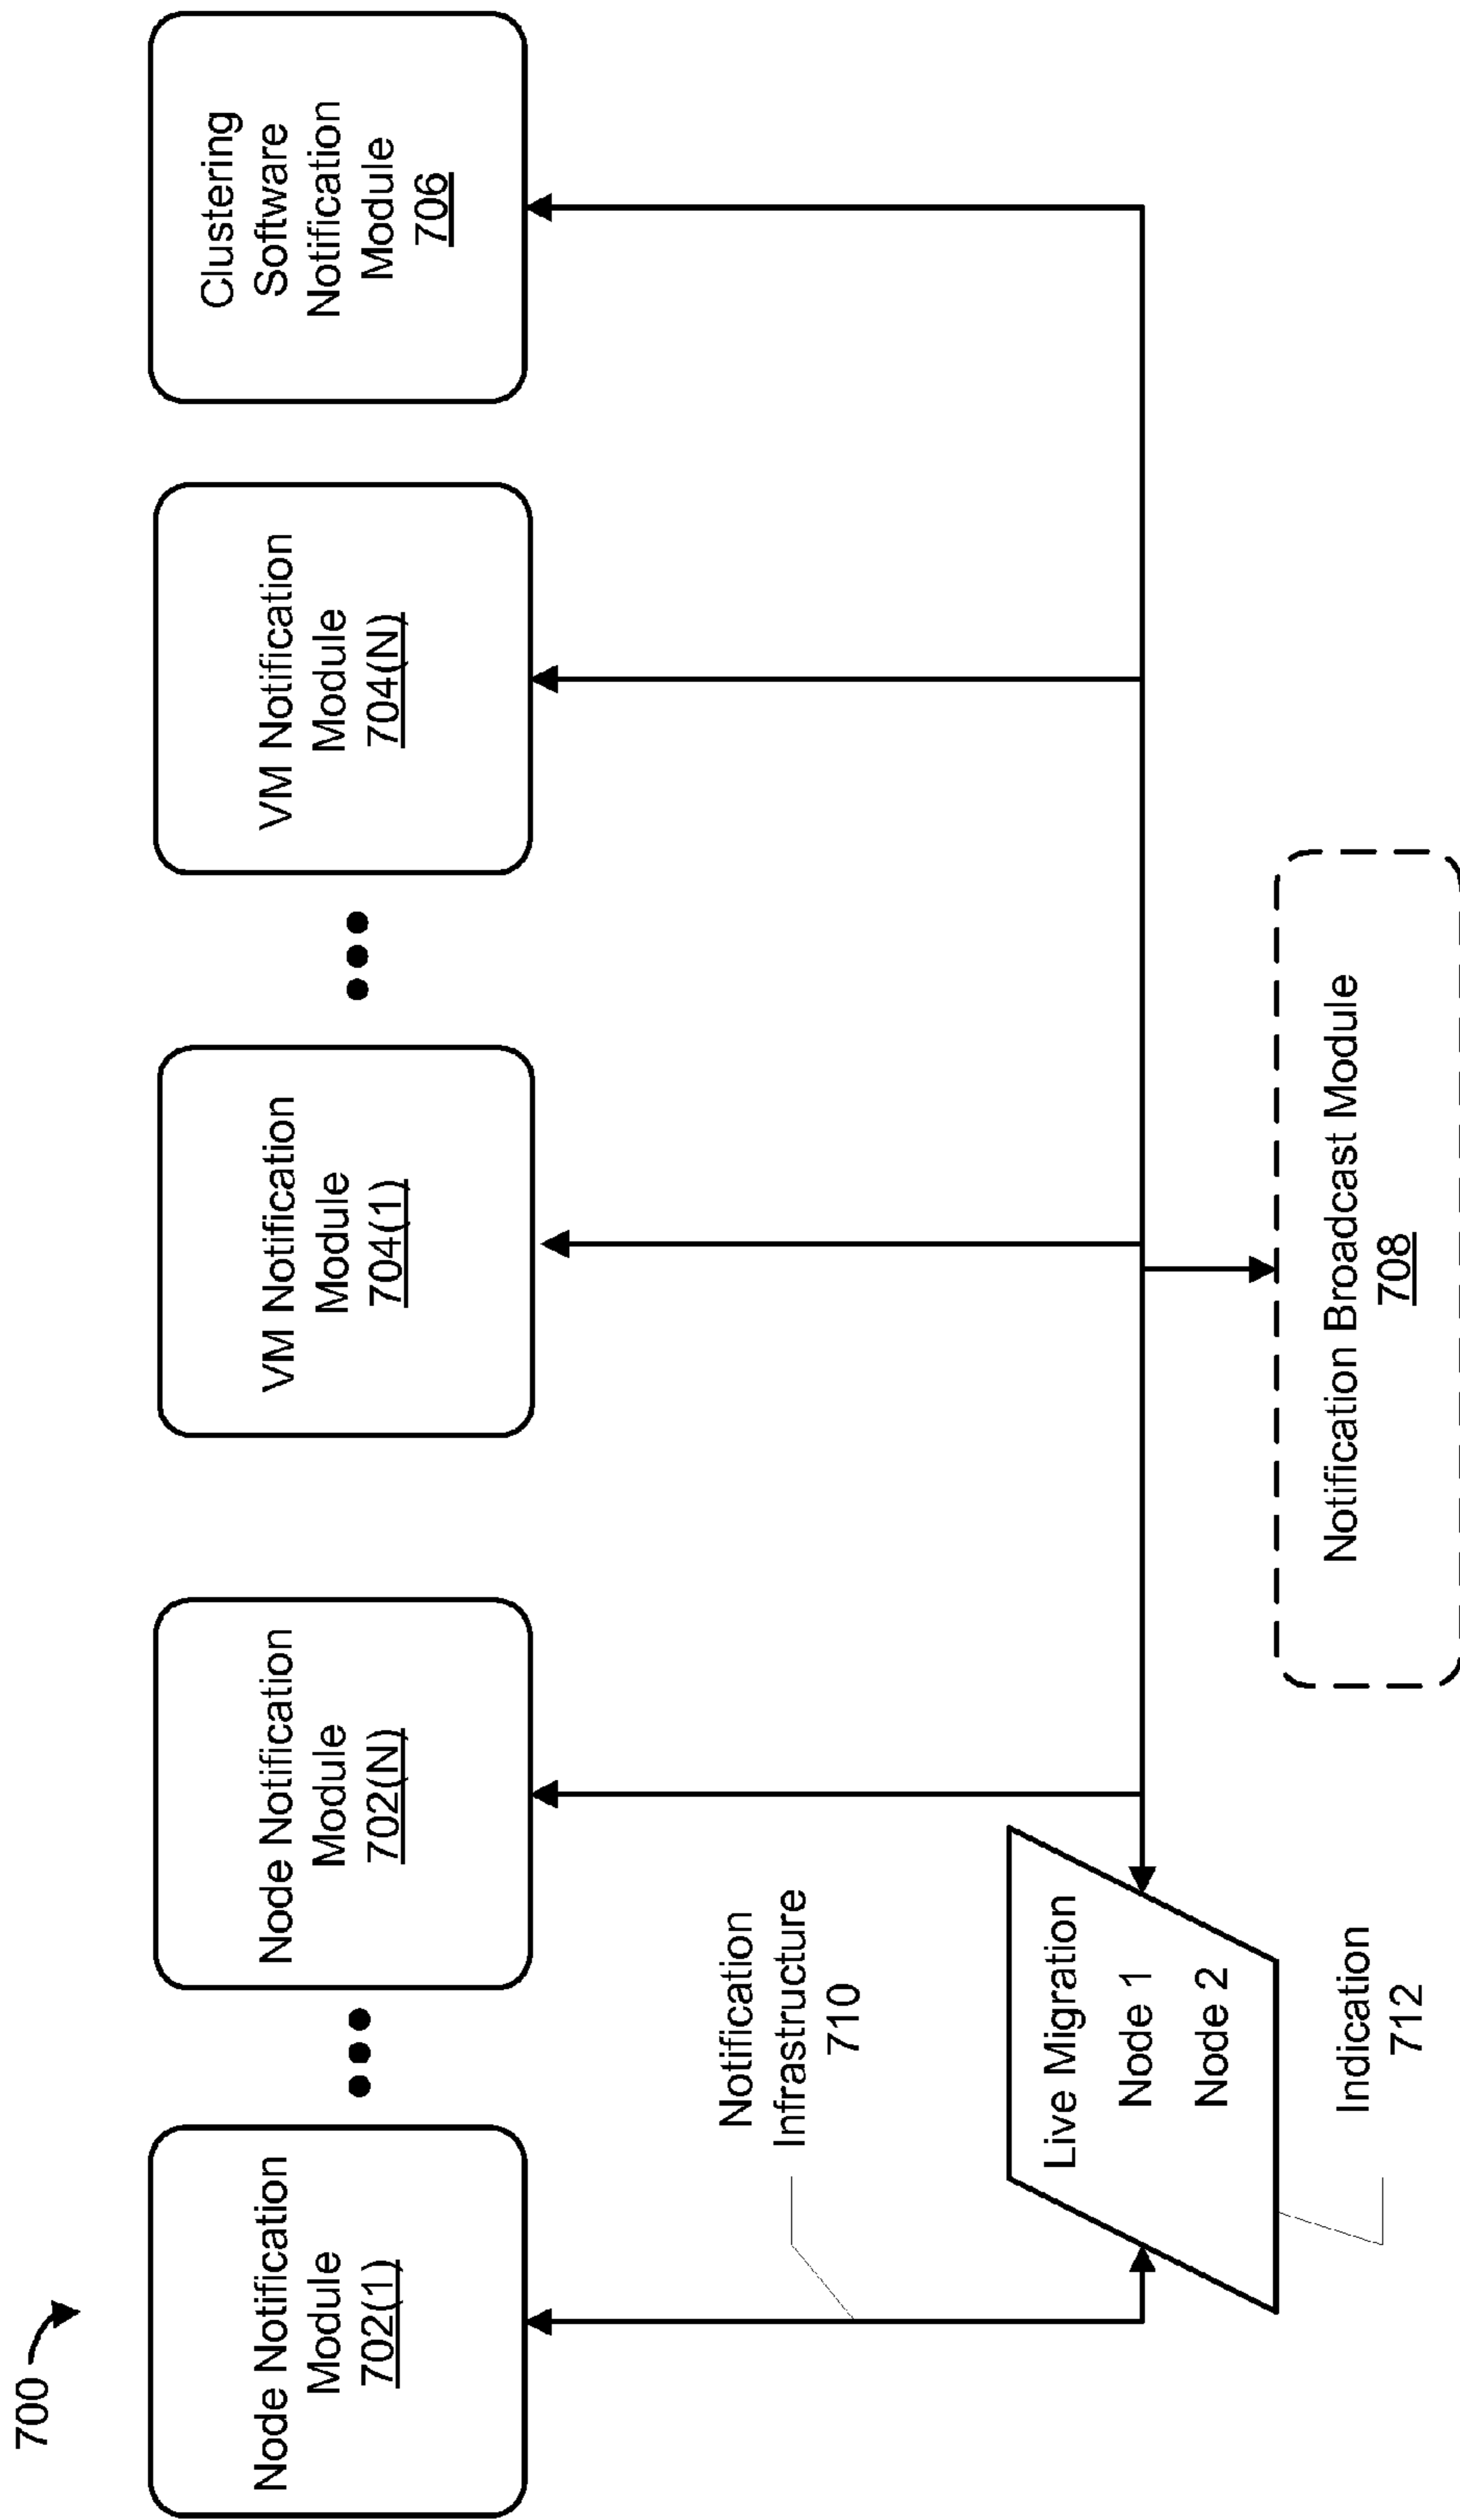 700
Node Notification
Module
702(1)
Node Notification
Module
702(N)
VM Notification
Module
704(1)
VM Notification
Module
704(N)
Clustering
Software
Notification
Module
706
Notification
Infrastructure
710
Live Migration
Node 1
Node 2
Indication
712
Notification Broadcast Module
708